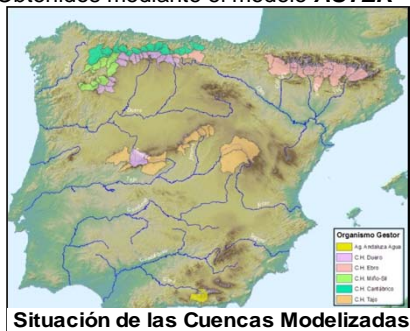 Obtenidos mediante el modelo ASTER
Organismo Gestor
Ag. Andaluza Agua
C.H. Duero
C.H. Ebro
C.H. Miño-Sil
C.H. Cantábrico
C.H. Tajo
Situación de las Cuencas Modelizadas